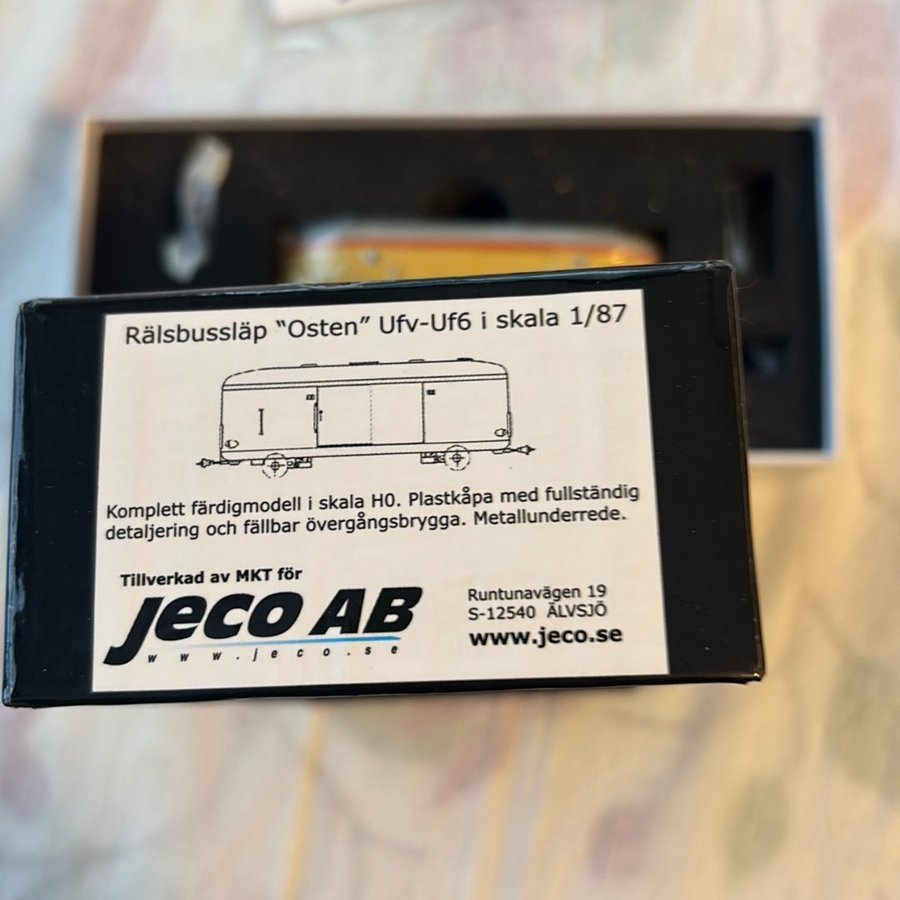 Rälsbussläp “Osten” Ufv-Uf6 i skala 1/87
Komplett färdigmodell i skala H0. Plastkåpa med fullständig
detaljering och fällbar övergångsbrygga. Metallunderrede.
Tillverkad av MKT för
Jeco AB
www.jeco.se
Runtunavägen 19
S-12540 ÄLVSJÖ
www.jeco.se